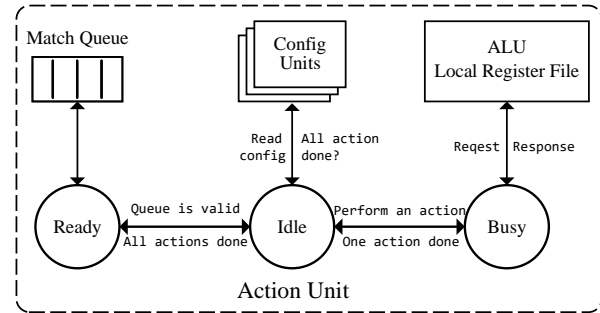 Match Queue
Config
Units
ALU
Local Register File
Read
config
All action
done?
Reqest
Response
Ready
Queue is valid
All actions done
Idle
Perform an action
One action done
Busy
Action Unit